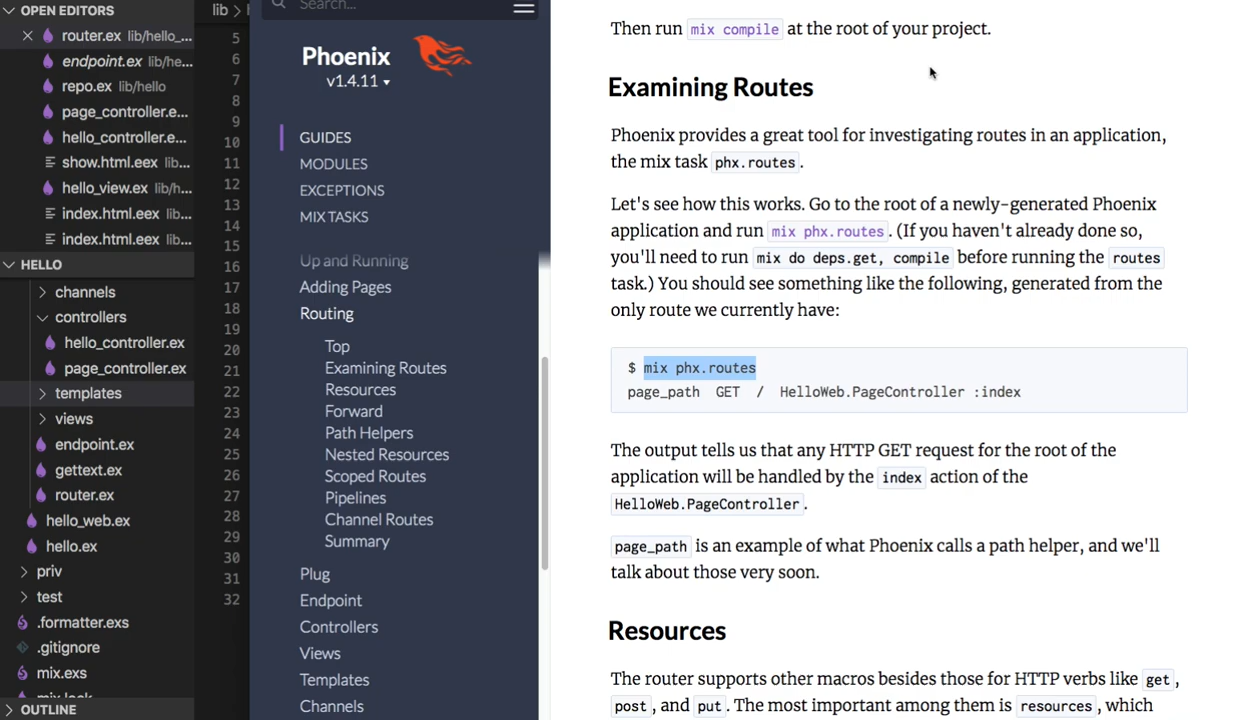 OPEN EDITORS
router.ex lib/hello_...
endpoint.ex lib/he...
repo.ex lib/hello
page_controller.e...
hello_controller.e...
show.html.eex lib...
hello_view.ex lib/h...
index.html.eex lib...
index.html.eex lib...
HELLO
channels
controllers
hello_controller.ex
page_controller.ex
templates
views
endpoint.ex
gettext.ex
router.ex
hello_web.ex
hello.ex
priv
test
.formatter.exs
.gitignore
mix.exs
mix.lock
OUTLINE
lib
5
6
7
8
9
10
11
12
13
14
15
16
17
18
19
20
21
22
23
24
25
26
27
28
29
30
31
32
Search...
Phoenix
v1.4.11
GUIDES
MODULES
EXCEPTIONS
MIX TASKS
Up and Running
Adding Pages
Routing
Top
Examining Routes
Resources
Forward
Path Helpers
Nested Resources
Scoped Routes
Pipelines
Channel Routes
Summary
Plug
Endpoint
Controllers
Views
Templates
Channels
Then run mix compile at the root of your project.
Examining Routes
Phoenix provides a great tool for investigating routes in an application,
the mix task phx.routes.
Let's see how this works. Go to the root of a newly-generated Phoenix
application and run mix phx.routes. (If you haven't already done so,
you'll need to run mix do deps.get, compile before running the routes
task.) You should see something like the following, generated from the
only route we currently have:
$ mix phx.routes
page_path GET / HelloWeb.PageController :index
The output tells us that any HTTP GET request for the root of the
application will be handled by the index action of the
HelloWeb.PageController.
page_path is an example of what Phoenix calls a path helper, and we'll
talk about those very soon.
Resources
The router supports other macros besides those for HTTP verbs like get,
post, and put. The most important among them is resources, which